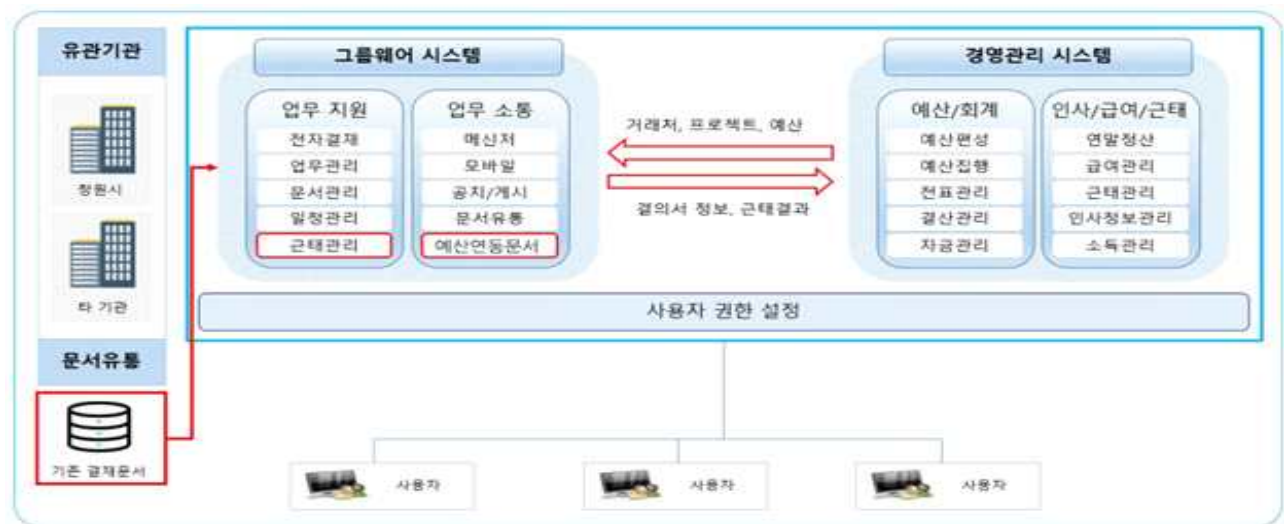 유관기관
창원시
타 기관
문서유통
기존 결재문서
그룹웨어 시스템
업무 지원
전자결재
업무관리
문서관리
일정관리
근태관리
업무 소통
메신저
모바일
공지/게시
문서유통
예산연동문서
거래처, 프로젝트, 예산
결의서 정보, 근태결과
경영관리 시스템
예산/회계
예산편성
예산집행
전표관리
결산관리
자금관리
인사/급여/근태
연말정산
급여관리
근태관리
인사정보관리
소득관리
사용자 권한 설정
사용자
사용자
사용자